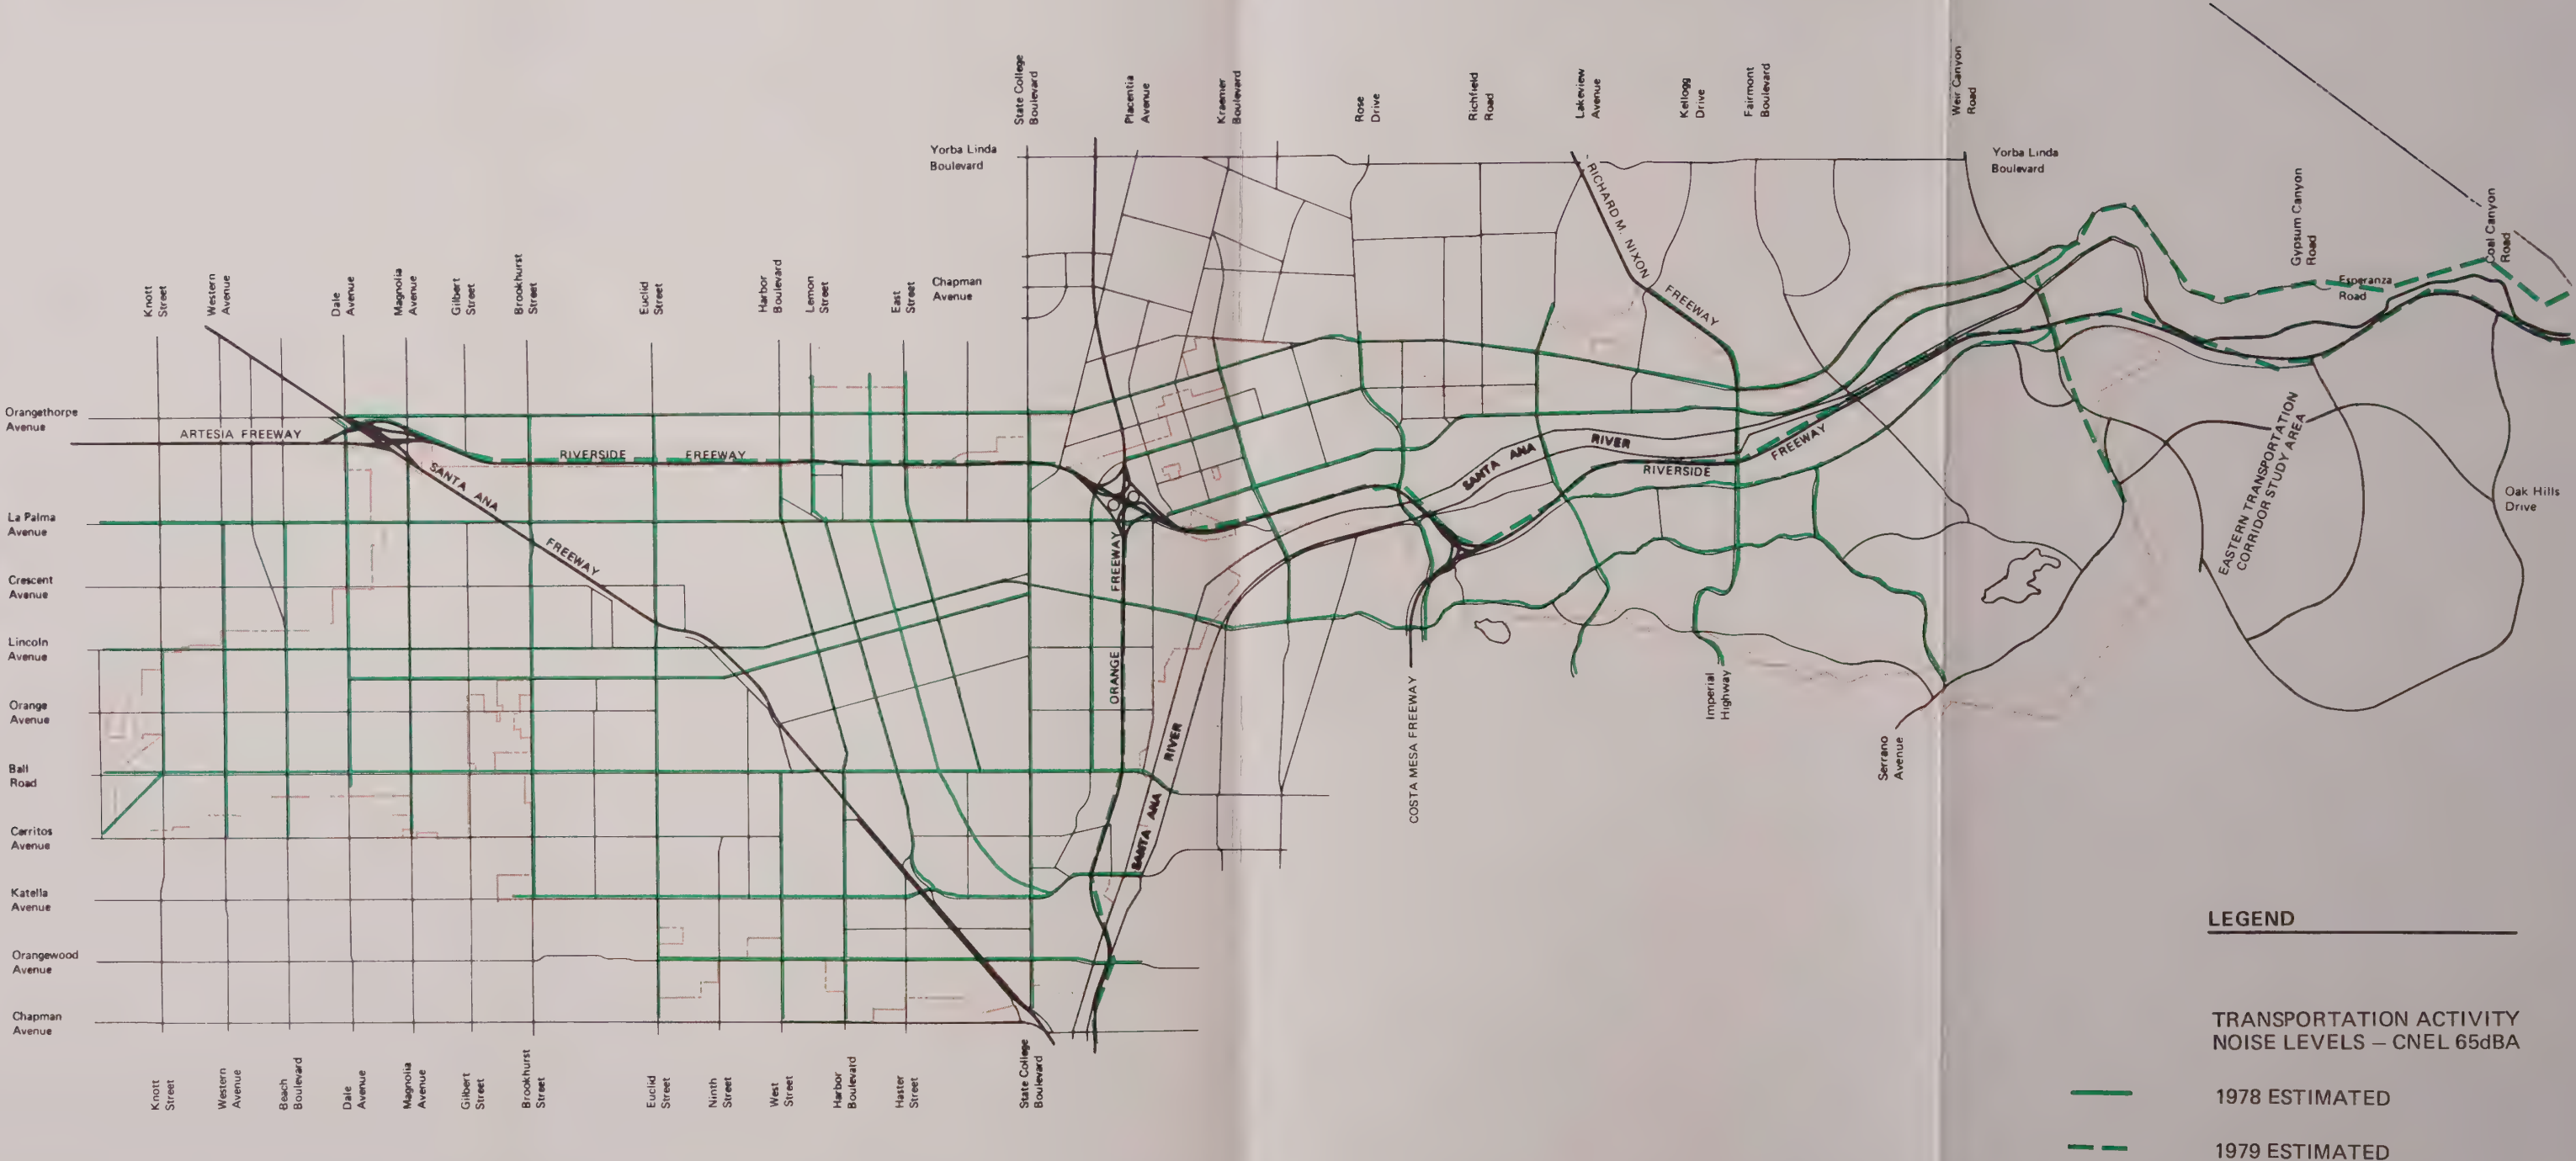 State College
Boulevard
Placentia
Avenue
Kraemer
Boulevard
Rose
Drive
Richfield
Road
Lakeview
Avenue
Kellogg
Drive
Fairmont
Boulevard
Weir Canyon
Road
Yorba Linda
Boulevard
Yorba Linda
Boulevard
RICHARD M. NIXON
FREEWAY
Gypsum Canyon
Road
Coal Canyon
Road
Esperanza
Road
Knott
Street
Western
Avenue
Dale
Avenue
Magnolia
Avenue
Gilbert
Street
Brookhurst
Street
Euclid
Street
Harbor
Boulevard
Lemon
Street
East
Street
Chapman
Avenue
Orangethorpe
Avenue
ARTESIA FREEWAY
RIVERSIDE
FREEWAY
SANTA ANA
FREEWAY
SANTA ANA
RIVER
RIVERSIDE
FREEWAY
La Palma
Avenue
Crescent
Avenue
Lincoln
Avenue
Orange
Avenue
Ball
Road
Cerritos
Avenue
Katella
Avenue
Orangewood
Avenue
Chapman
Avenue
ORANGE
FREEWAY
SANTA ANA
RIVER
COSTA MESA FREEWAY
Imperial
Highway
Serrano
Avenue
EASTERN TRANSPORTATION
CORRIDOR STUDY AREA
Oak Hills
Drive
Knott
Street
Western
Avenue
Beach
Boulevard
Dale
Avenue
Magnolia
Avenue
Gilbert
Street
Brookhurst
Street
Euclid
Street
Ninth
Street
West
Street
Harbor
Boulevard
Haster
Street
State College
Boulevard
LEGEND
TRANSPORTATION ACTIVITY
NOISE LEVELS – CNEL 65dBA
1978 ESTIMATED
1979 ESTIMATED